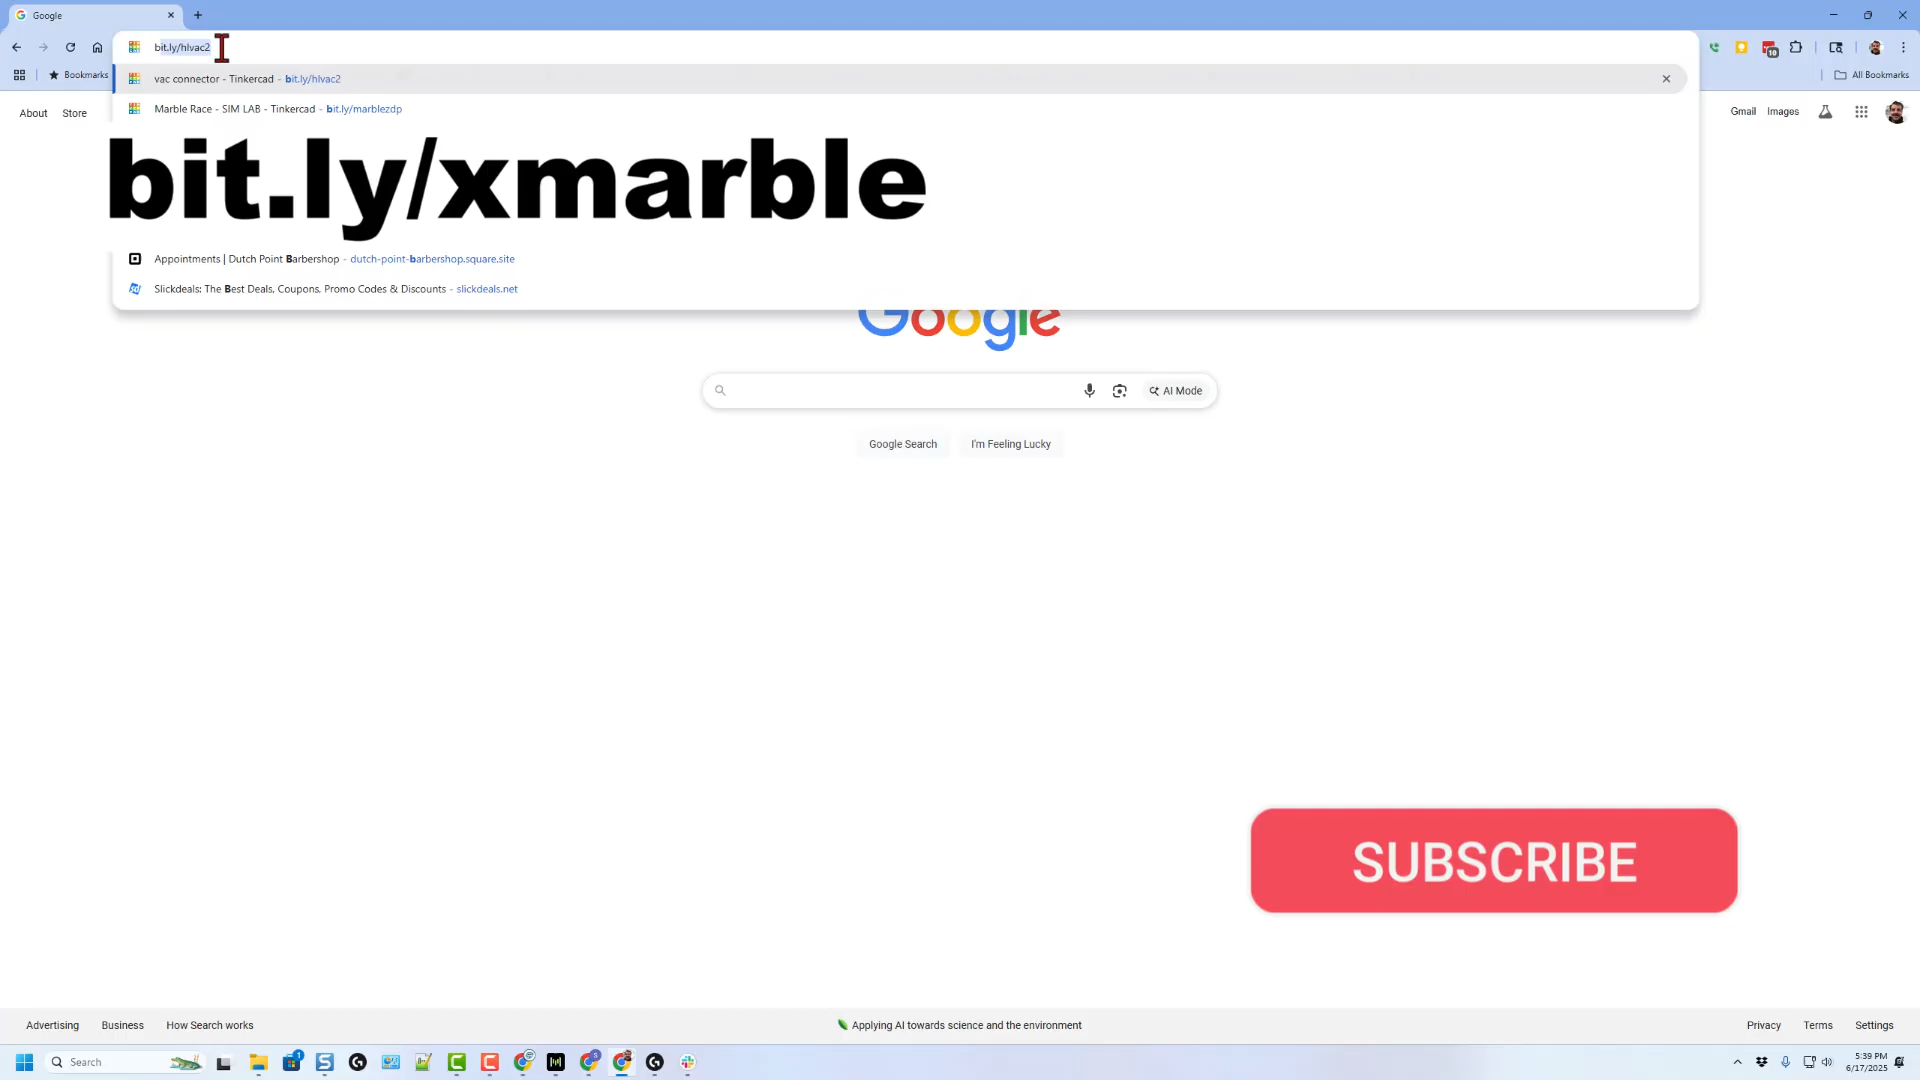 Google
bit.ly/hlvac2
vac connector - Tinkercad - bit.ly/hlvac2
Bookmarks
All Bookmarks
10
Marble Race - SIM LAB - Tinkercad - bit.ly/marblezdp
About
Store
Gmail
Images
bit.ly/xmarble
Appointments | Dutch Point Barbershop - dutch-point-barbershop.square.site
Slickdeals: The Best Deals, Coupons, Promo Codes & Discounts - slickdeals.net
Google
AI Mode
Google Search
I'm Feeling Lucky
SUBSCRIBE
Advertising
Business
How Search works
Applying AI towards science and the environment
Privacy
Terms
Settings
Search
1
S
5:39 PM
6/17/2025